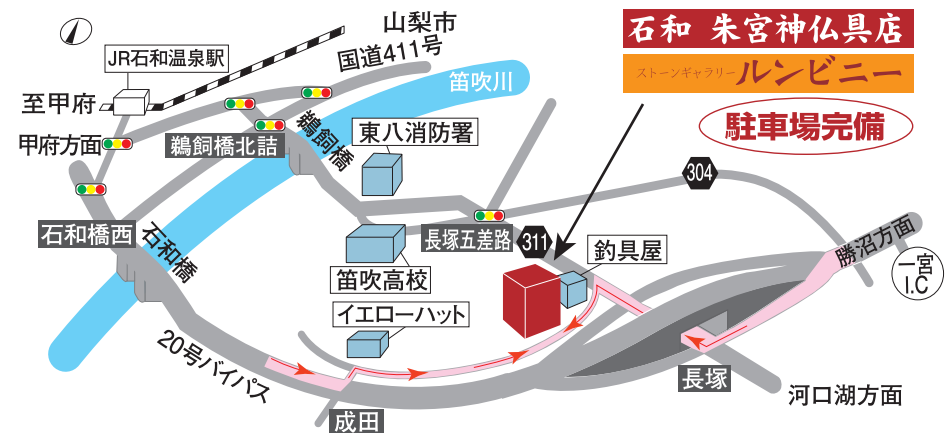 石和 朱宮神仏具店
ストーンギャラリー ルンビニー
駐車場完備
山梨市
国道411号
JR石和温泉駅
至甲府
甲府方面
笛吹川
鵜飼橋北詰
鵜飼橋
東八消防署
304
石和橋西
石和橋
長塚五差路
311
釣具屋
勝沼方面
一宮
I.C
笛吹高校
イエローハット
20号バイパス
長塚
河口湖方面
成田